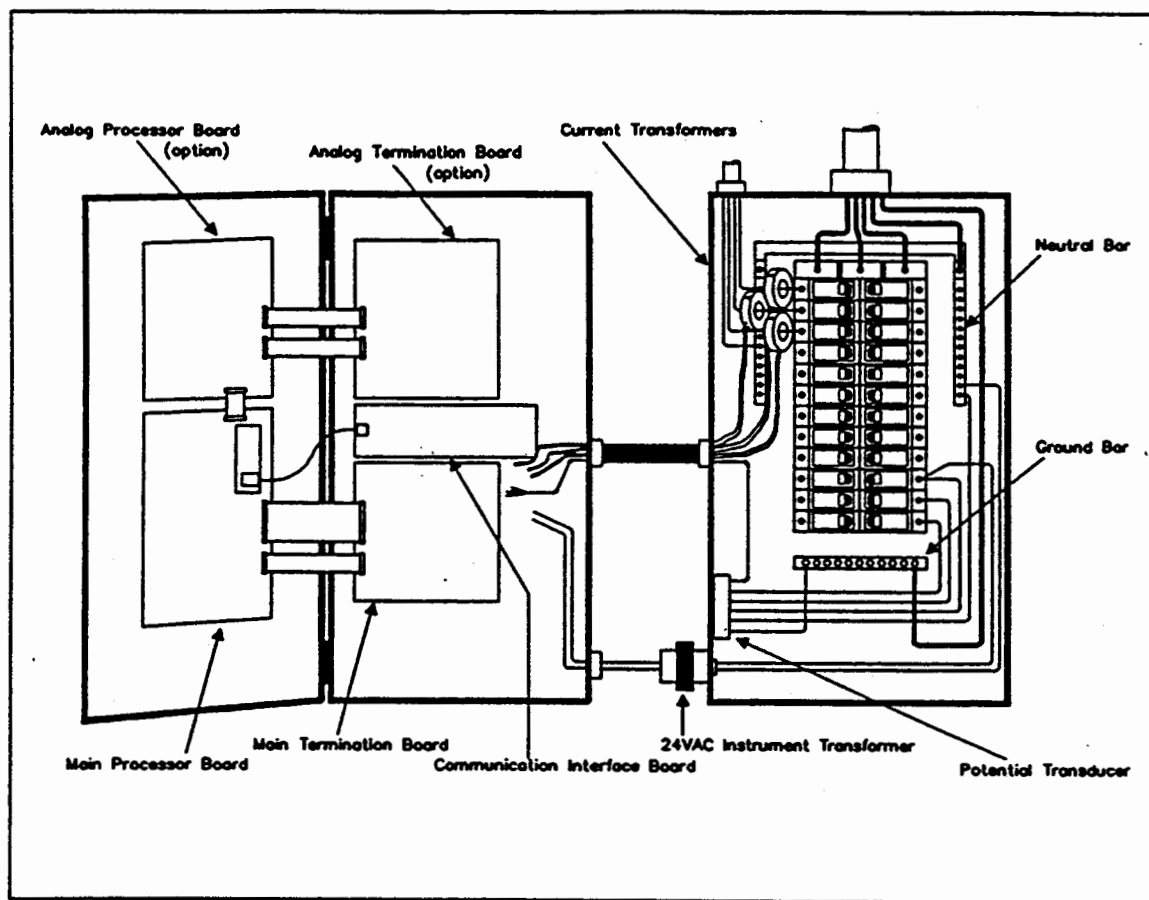 Analog Processor Board
(option)
Analog Termination Board
(option)
Current Transformers
Neutral Bar
Ground Bar
Main Processor Board
Main Termination Board
Communication Interface Board
24VAC Instrument Transformer
Potential Transducer